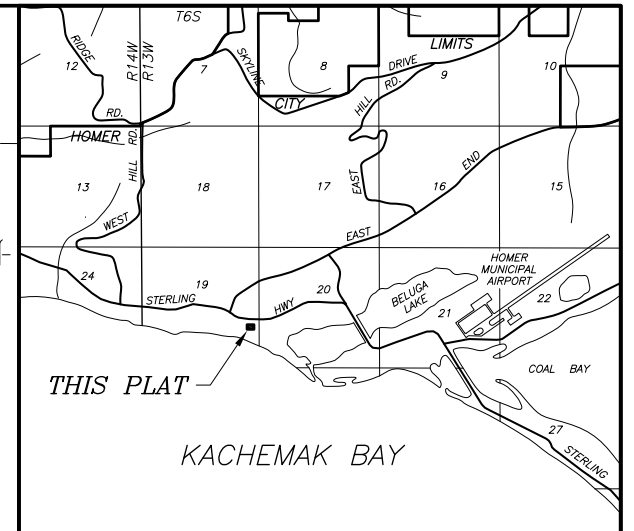 T6S
RIDGE
12
R14W
R13W
7
SKYLINE
8
LIMITS
DRIVE
9
10
CITY
HILL
RD.
RD.
HOMER
HILL RD.
13
18
17
EAST
16
END
15
WEST
EAST
HOMER
MUNICIPAL
AIRPORT
24
19
STERLING
HWY
20
BELUGA
LAKE
21
22
COAL BAY
THIS PLAT
27
STERLING
KACHEMAK BAY